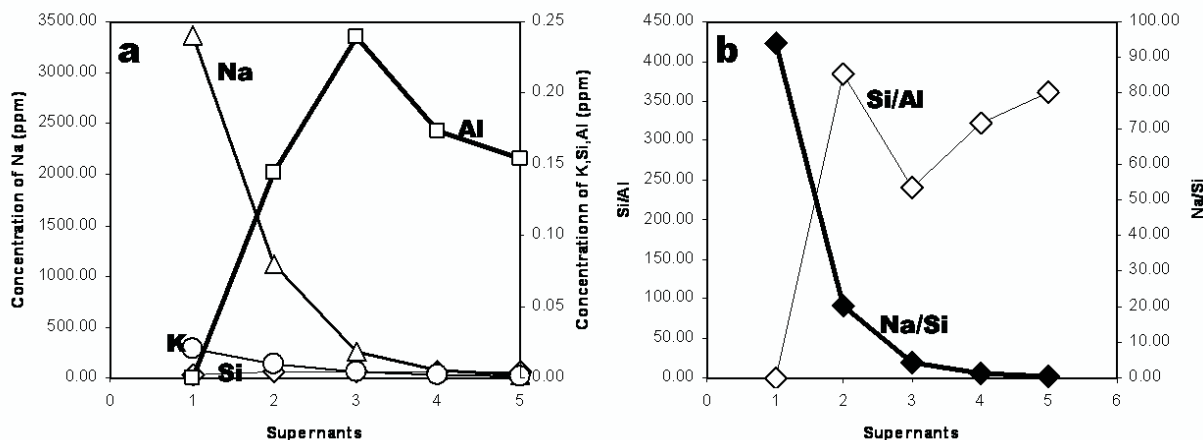 a
3500.00
3000.00
2500.00
2000.00
1500.00
1000.00
500.00
0.00
Concentration of Na (ppm)
0.25
0.20
0.15
0.10
0.05
0.00
Concentrationn of K,Si,Al (ppm)
Na
Al
K
Si
0 1 2 3 4 5
Supernants
b
450.00
400.00
350.00
300.00
250.00
200.00
150.00
100.00
50.00
0.00
Si/Al
100.00
90.00
80.00
70.00
60.00
50.00
40.00
30.00
20.00
10.00
0.00
Na/Si
Si/Al
Na/Si
0 1 2 3 4 5 6
Supernants